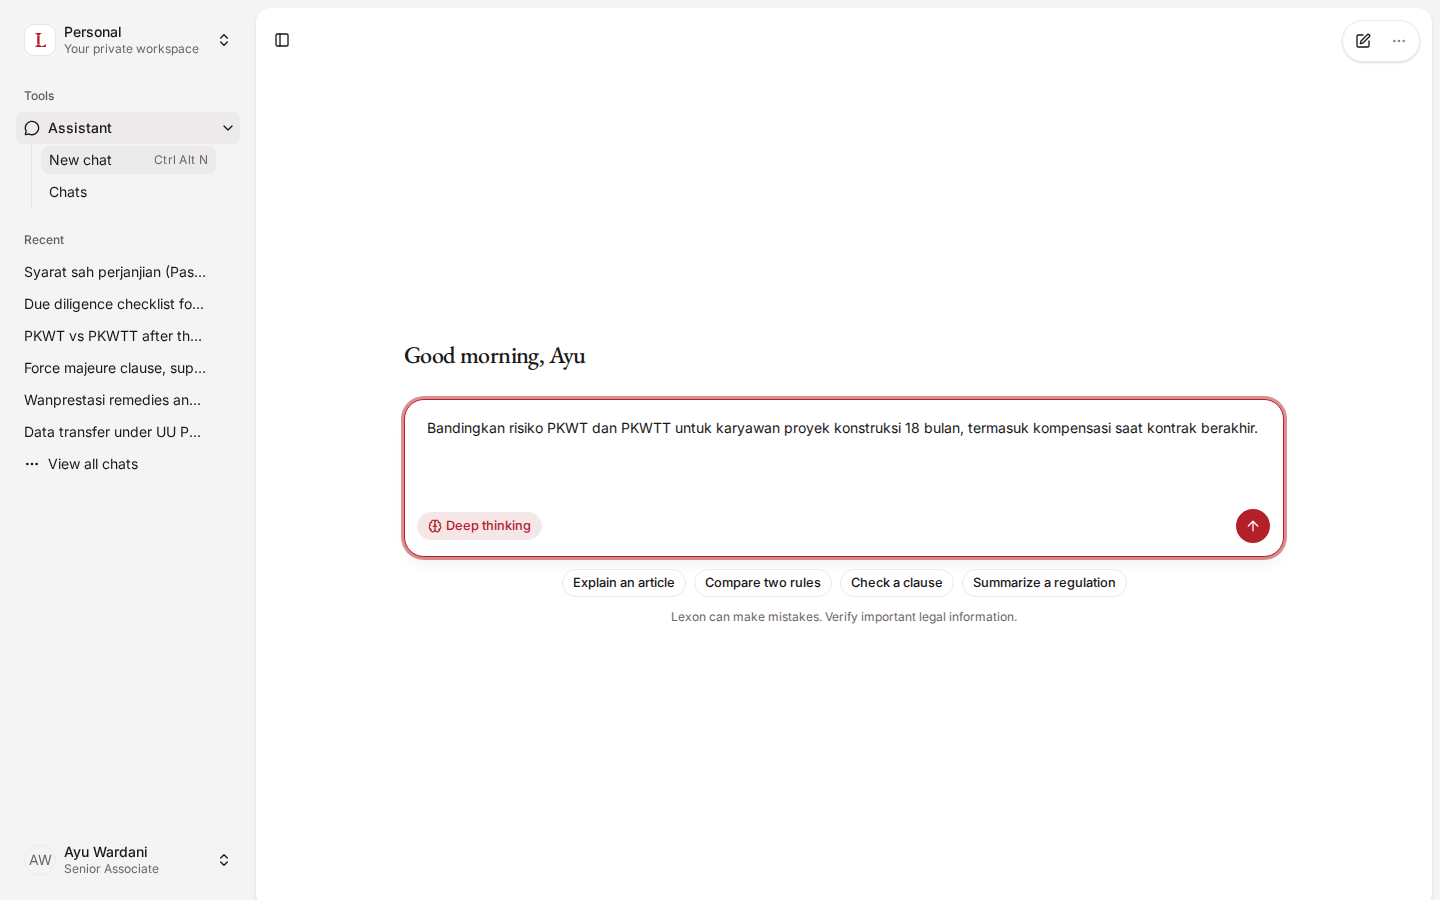 L
Personal
Your private workspace
Tools
Assistant
New chat
Ctrl Alt N
Chats
Recent
Syarat sah perjanjian (Pas...
Due diligence checklist fo...
PKWT vs PKWTT after th...
Force majeure clause, sup...
Wanprestasi remedies an...
Data transfer under UU P...
View all chats
AW
Ayu Wardani
Senior Associate
Good morning, Ayu
Bandingkan risiko PKWT dan PKWTT untuk karyawan proyek konstruksi 18 bulan, termasuk kompensasi saat kontrak berakhir.
Deep thinking
Explain an article
Compare two rules
Check a clause
Summarize a regulation
Lexon can make mistakes. Verify important legal information.